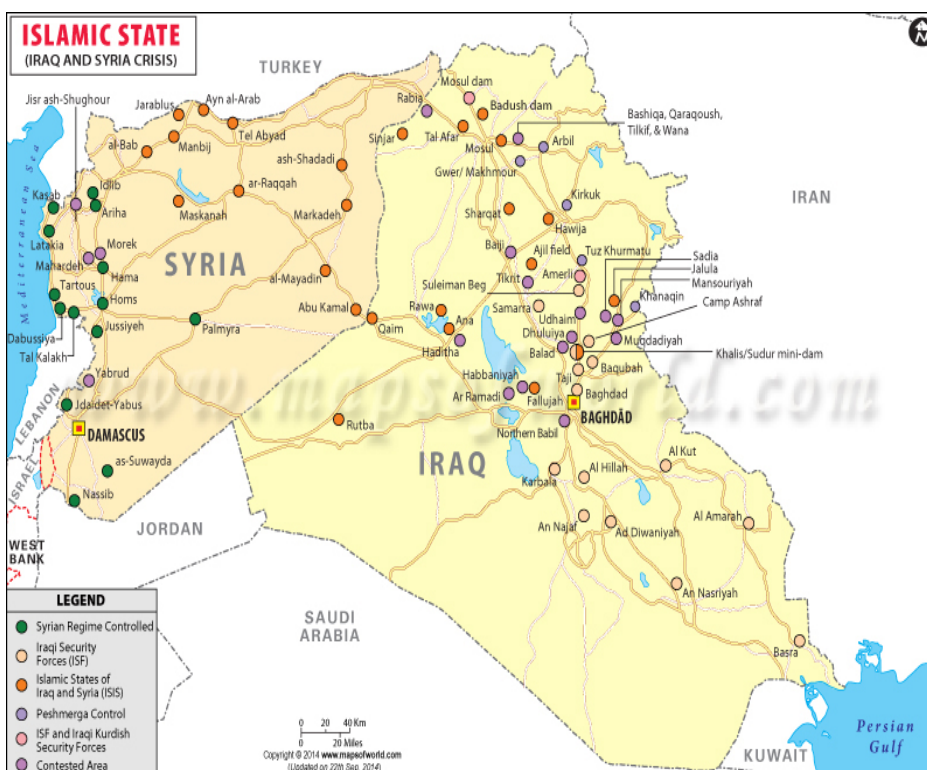 ISLAMIC STATE
(IRAQ AND SYRIA CRISIS)
N
TURKEY
Jisr ash-Shughour
Jarablus
Ayn al-Arab
Tel Abyad
al-Bab
Manbij
ash-Shadadi
ar-Raqqah
Maskanah
Markadeh
Idlib
Kasab
Ariha
Latakia
Mahardeh
Morek
Hama
SYRIA
al-Mayadin
Abu Kamal
Tartous
Homs
Dabussiya
Tal Kalakh
Jussiyeh
Palmyra
Yabrud
Jdaidet-Yabus
DAMASCUS
as-Suwayda
Nassib
Mediterranean Sea
LEBANON
ISRAEL
WEST
BANK
JORDAN
Mosul dam
Rabia
Badush dam
Sinjar
Tal Afar
Mosul
Bashiqa, Qaraqoush,
Tilkif, & Wana
Arbil
Gwer/ Makhmour
Kirkuk
Sharqat
Hawija
IRAN
Baiji
Ajil field
Tuz Khurmatu
Tikrit
Amerli
Suleiman Beg
Sadia
Jalula
Mansouriyah
Khanaqin
Camp Ashraf
Samarra
Udhaim
Dhuluiya
Muqdadiyah
Balad
Khalis/Sudur mini-dam
Taji
Baqubah
Rawa
Ana
Qaim
Haditha
Habbaniyah
Ar Ramadi
Fallujah
Baghdad
BAGHDĀD
Northern Babil
Rutba
IRAQ
www.mapsofworld.com
Karbala
Al Hillah
Al Kut
An Najaf
Ad Diwaniyah
Al Amarah
An Nasriyah
Basra
SAUDI
ARABIA
KUWAIT
Persian
Gulf
LEGEND
Syrian Regime Controlled
Iraqi Security
Forces (ISF)
Islamic States of
Iraq and Syria (ISIS)
Peshmerga Control
ISF and Iraqi Kurdish
Security Forces
Contested Area
0 20 40 Km
0 20 Miles
Copyright © 2014 www.mapsofworld.com
(Updated on 22th Sep, 2014)